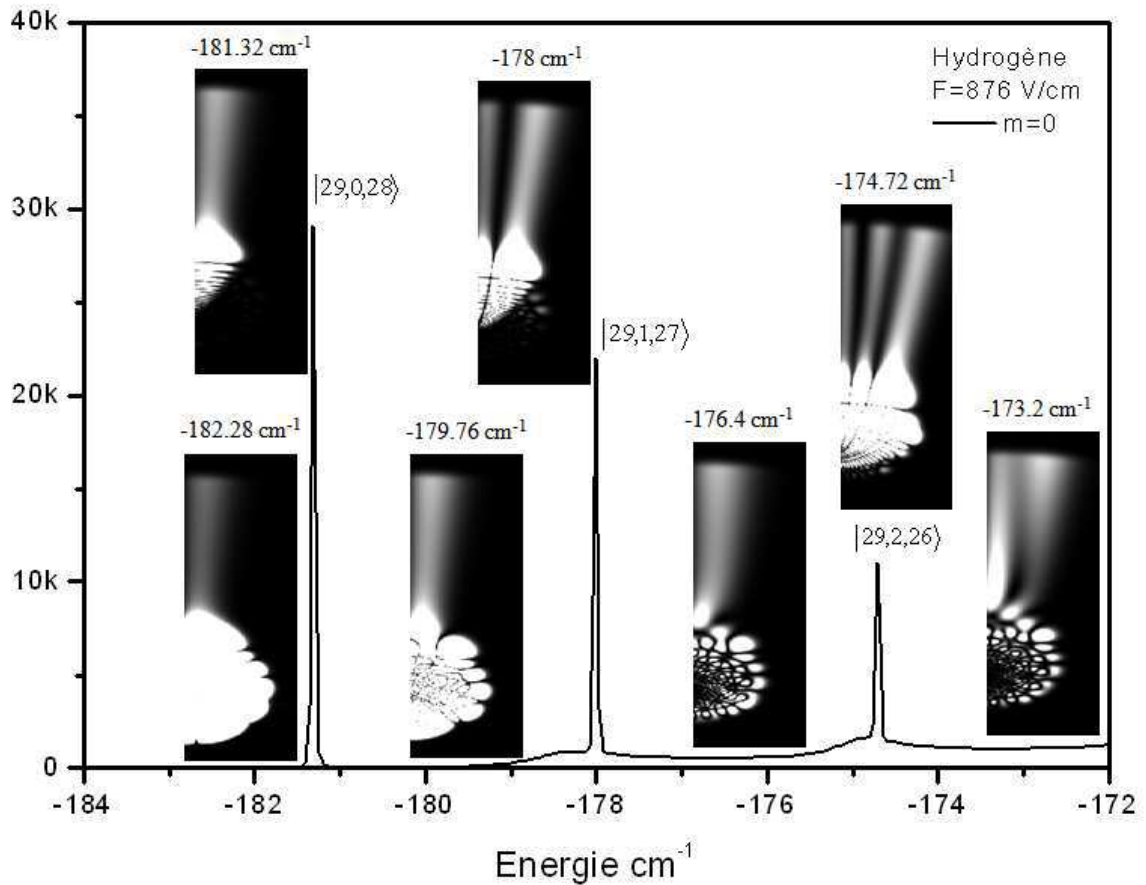 40k
30k
20k
10k
0
-181.32 cm⁻¹
-178 cm⁻¹
Hydrogène
F=876 V/cm
m=0
|29,0,28⟩
-174.72 cm⁻¹
|29,1,27⟩
-182.28 cm⁻¹
-179.76 cm⁻¹
-176.4 cm⁻¹
-173.2 cm⁻¹
|29,2,26⟩
-184
-182
-180
-178
-176
-174
-172
Energie cm⁻¹